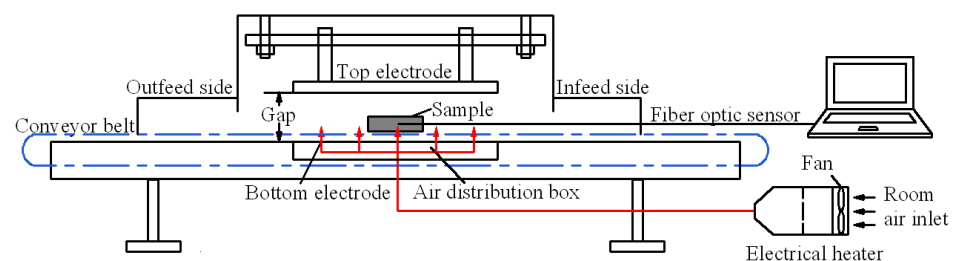 Top electrode
Outfeed side
Infeed side
Gap
Sample
Conveyor belt
Fiber optic sensor
Bottom electrode
Air distribution box
Fan
Room
air inlet
Electrical heater